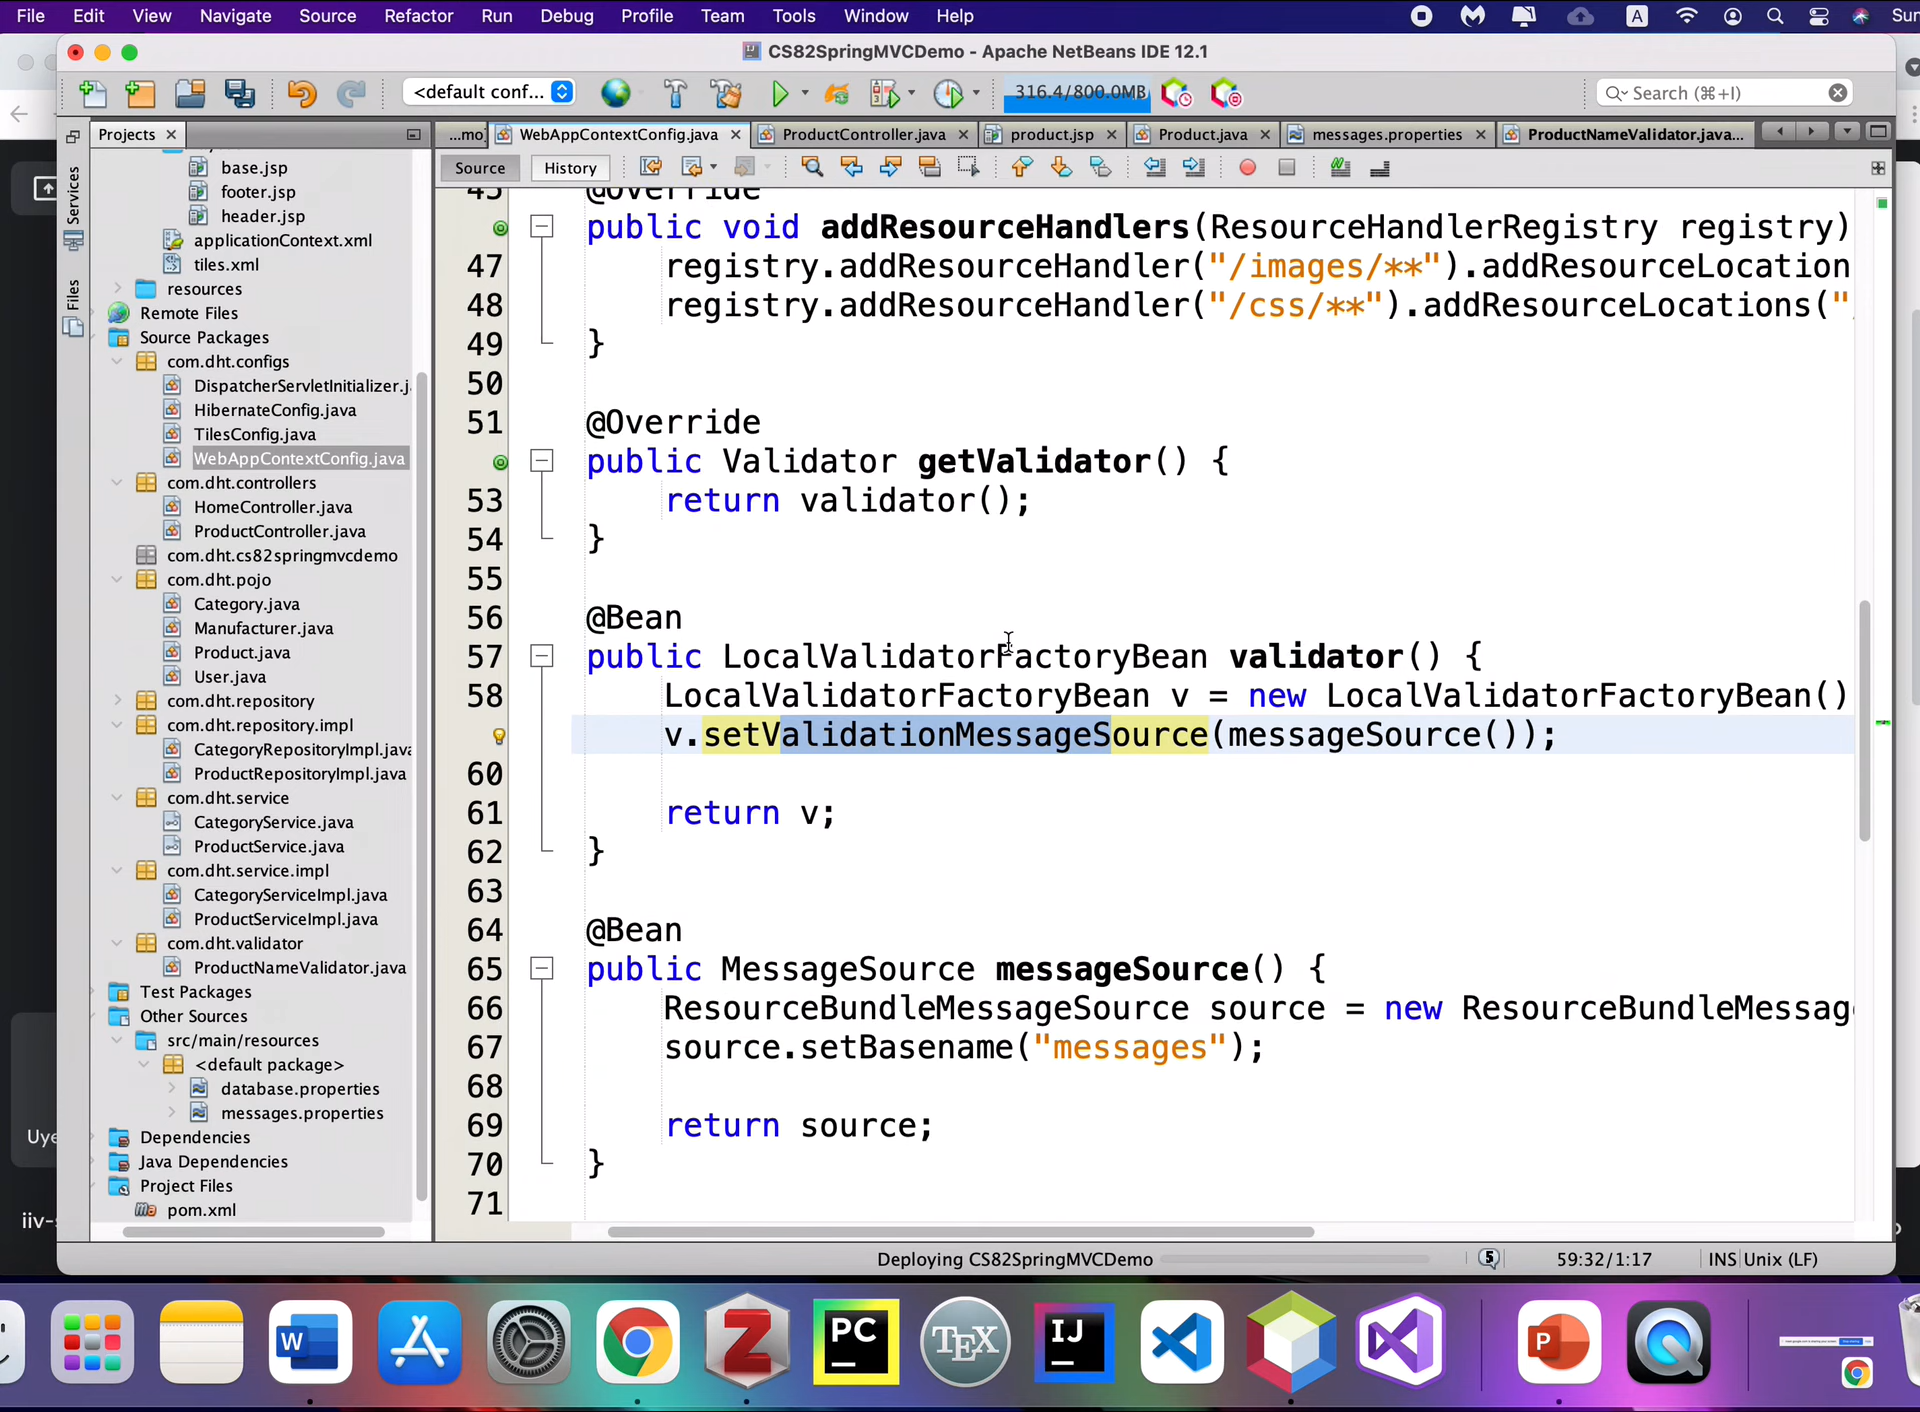 File Edit View Navigate Source Refactor Run Debug Profile Team Tools Window Help A Sun
CS82SpringMVCDemo - Apache NetBeans IDE 12.1
<default conf... 316.4/800.0MB Search (⌘+I)
Projects ...mo WebAppContextConfig.java ProductController.java product.jsp Product.java messages.properties ProductNameValidator.java...
Source History
Services
Files
base.jsp
footer.jsp
header.jsp
applicationContext.xml
tiles.xml
resources
Remote Files
Source Packages
com.dht.configs
DispatcherServletInitializer.j
HibernateConfig.java
TilesConfig.java
WebAppContextConfig.java
com.dht.controllers
HomeController.java
ProductController.java
com.dht.cs82springmvcdemo
com.dht.pojo
Category.java
Manufacturer.java
Product.java
User.java
com.dht.repository
com.dht.repository.impl
CategoryRepositoryImpl.java
ProductRepositoryImpl.java
com.dht.service
CategoryService.java
ProductService.java
com.dht.service.impl
CategoryServiceImpl.java
ProductServiceImpl.java
com.dht.validator
ProductNameValidator.java
Test Packages
Other Sources
src/main/resources
<default package>
database.properties
messages.properties
Dependencies
Java Dependencies
Project Files
pom.xml
45 @Override
public void addResourceHandlers(ResourceHandlerRegistry registry)
47 registry.addResourceHandler("/images/**").addResourceLocation
48 registry.addResourceHandler("/css/**").addResourceLocations("
49 }
50
51 @Override
public Validator getValidator() {
53 return validator();
54 }
55
56 @Bean
57 public LocalValidatorFactoryBean validator() {
58 LocalValidatorFactoryBean v = new LocalValidatorFactoryBean()
v.setValidationMessageSource(messageSource());
60
61 return v;
62 }
63
64 @Bean
65 public MessageSource messageSource() {
66 ResourceBundleMessageSource source = new ResourceBundleMessag
67 source.setBasename("messages");
68
69 return source;
70 }
71
Uye
iiv-s
Deploying CS82SpringMVCDemo 5 59:32/1:17 INS Unix (LF)
W Z PC TEX IJ P